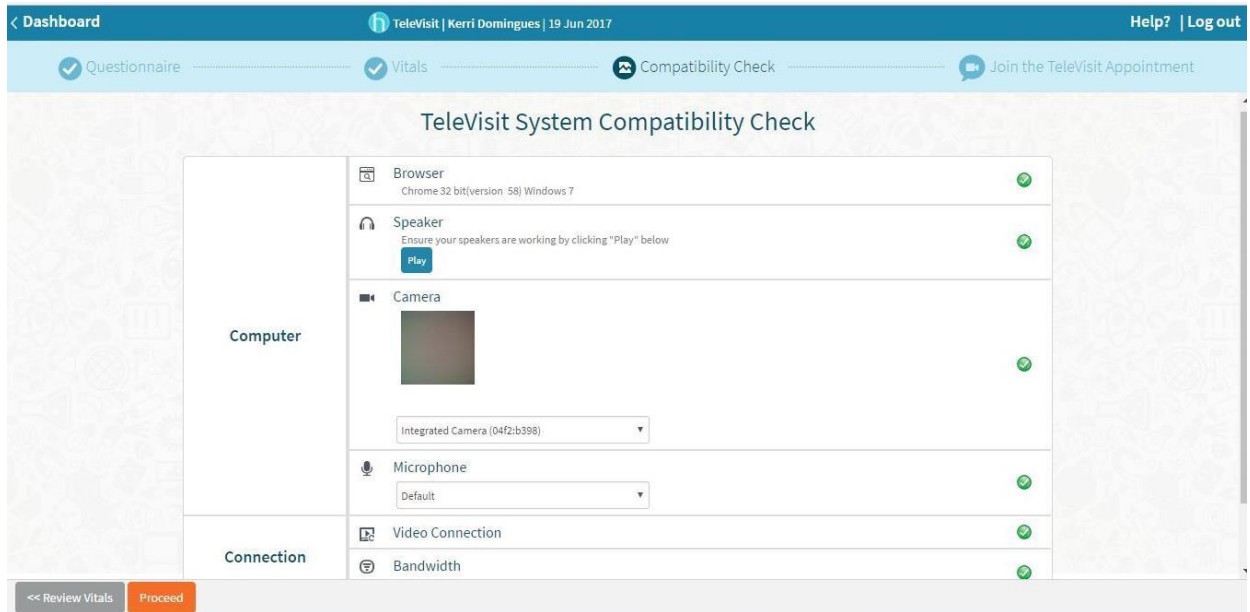 < Dashboard
TeleVisit | Kerri Domingues | 19 Jun 2017
Help? | Log out
Questionnaire
Vitals
Compatibility Check
Join the TeleVisit Appointment
TeleVisit System Compatibility Check
Computer
Browser
Chrome 32 bit(version 58) Windows 7
Speaker
Ensure your speakers are working by clicking "Play" below
Play
Camera
Integrated Camera (04f2:b398)
Microphone
Default
Connection
Video Connection
Bandwidth
<< Review Vitals
Proceed